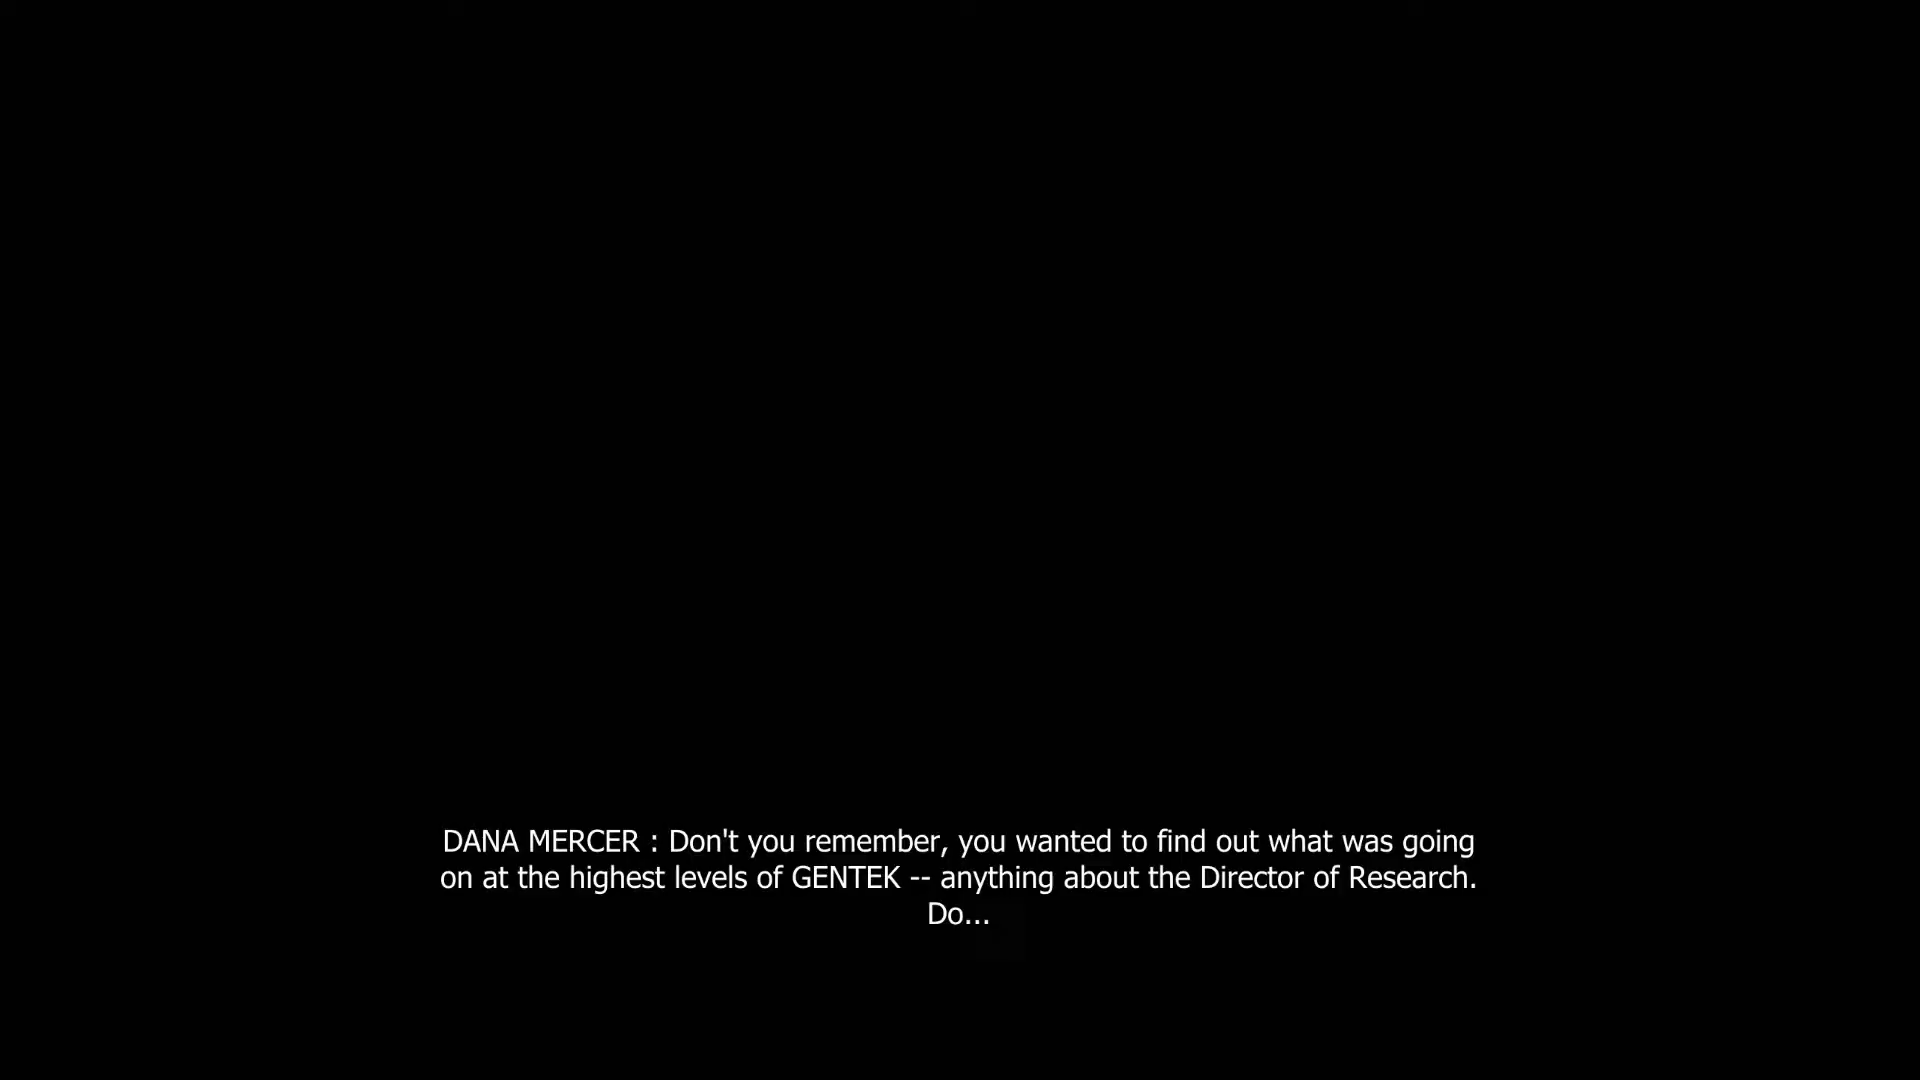 DANA MERCER : Don't you remember, you wanted to find out what was going
on at the highest levels of GENTEK -- anything about the Director of Research.
Do...